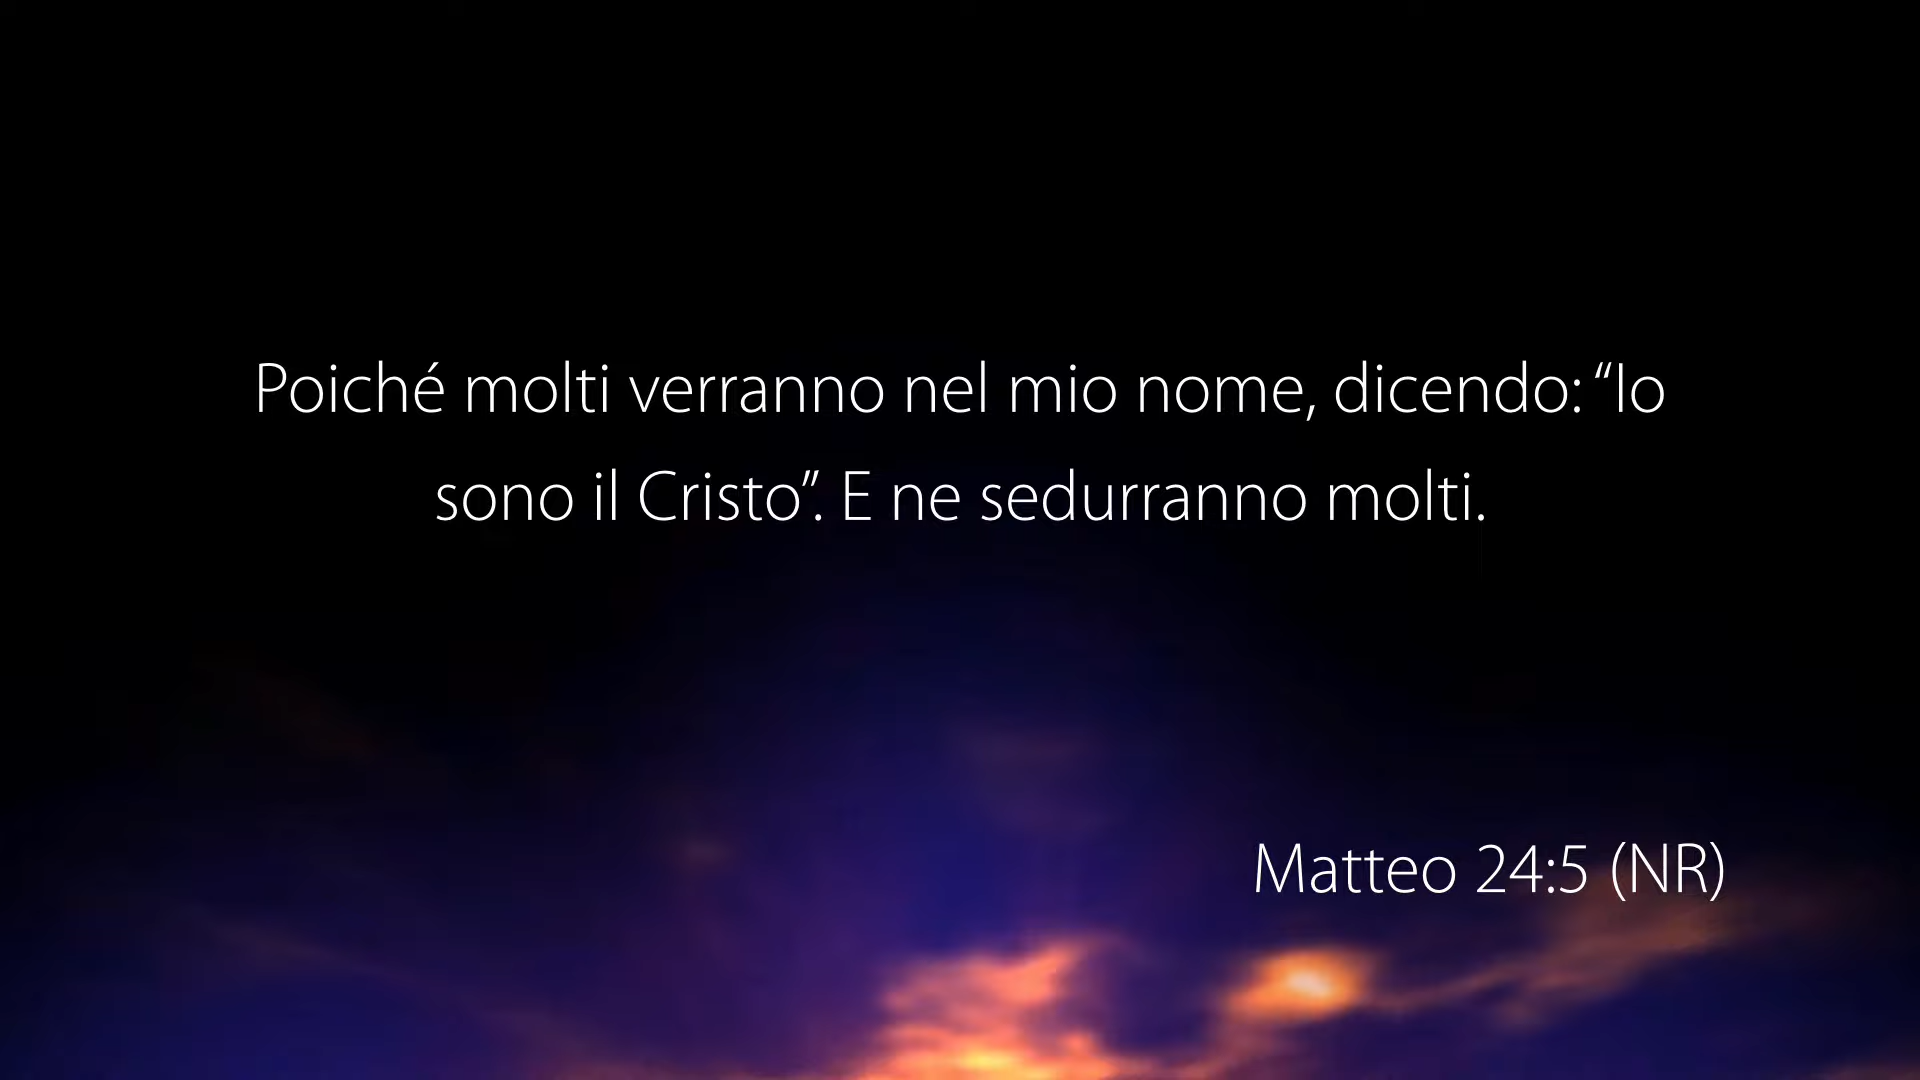 Poiché molti verranno nel mio nome, dicendo: “Io
sono il Cristo”. E ne sedurranno molti.
Matteo 24:5 (NR)